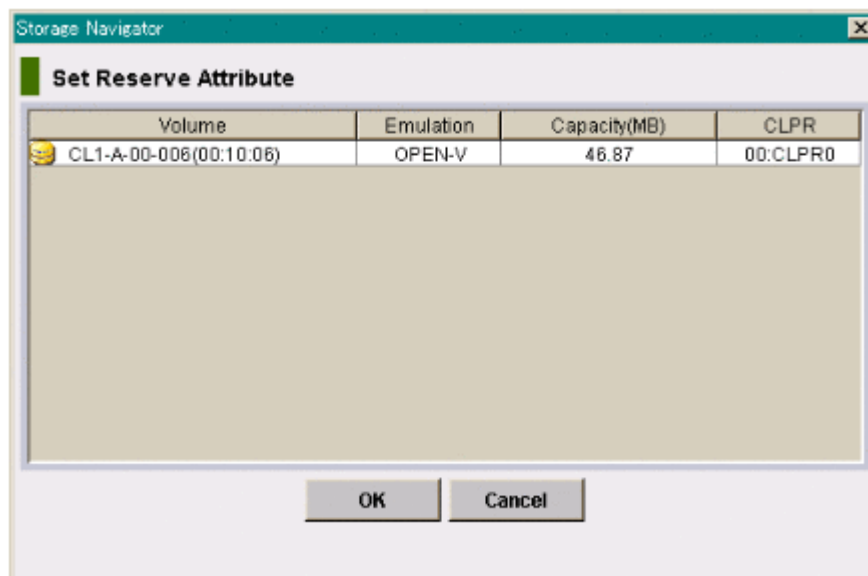 Storage Navigator
Set Reserve Attribute
Volume Emulation Capacity(MB) CLPR
CL1-A-00-006(00:10:06) OPEN-V 46.87 00:CLPR0
OK Cancel